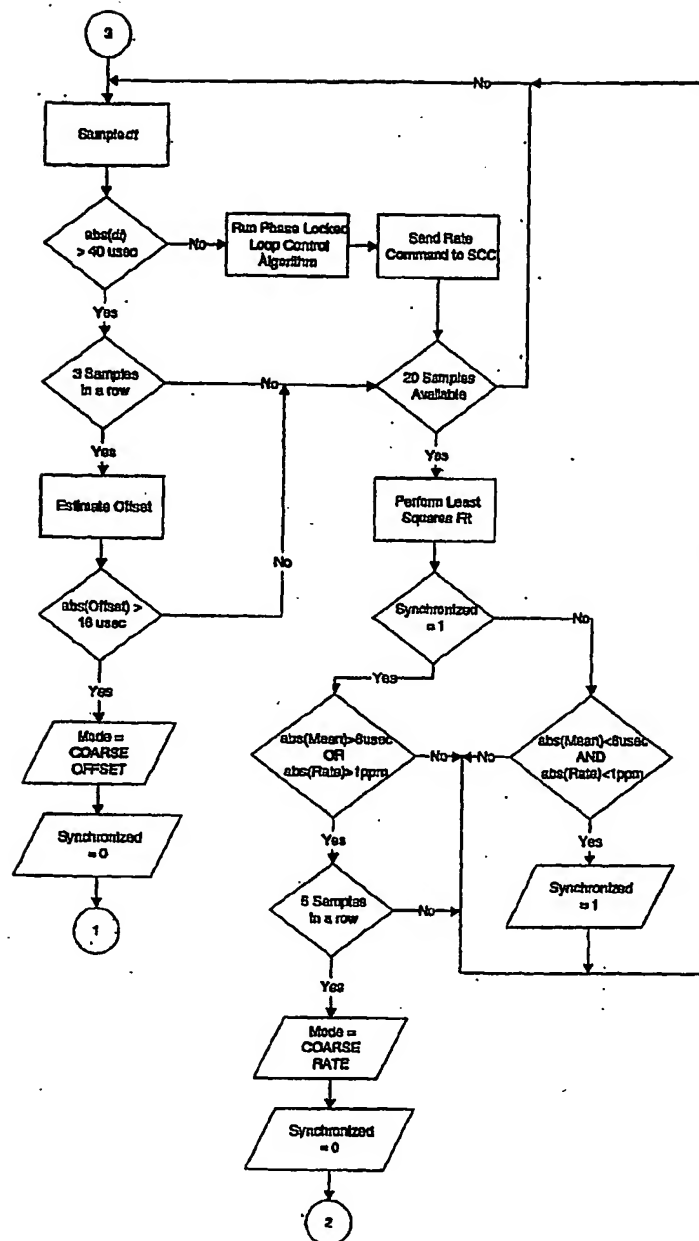 3
No
Sample dt
abs(dt)
> 40 usec
No
Run Phase Locked
Loop Control
Algorithm
Send Rate
Command to SCC
Yes
3 Samples
in a row
No
20 Samples
Available
Yes
Yes
Estimate Offset
Perform Least
Squares Fit
No
abs(Offset) >
16 usec
Synchronized
= 1
No
Yes
Yes
Mode =
COARSE
OFFSET
abs(Mean)>6usec
OR
abs(Rate)>1ppm
No
No
abs(Mean)<6usec
AND
abs(Rate)<1ppm
Synchronized
= 0
Yes
Yes
1
5 Samples
in a row
No
Synchronized
= 1
Yes
Mode =
COARSE
RATE
Synchronized
= 0
2